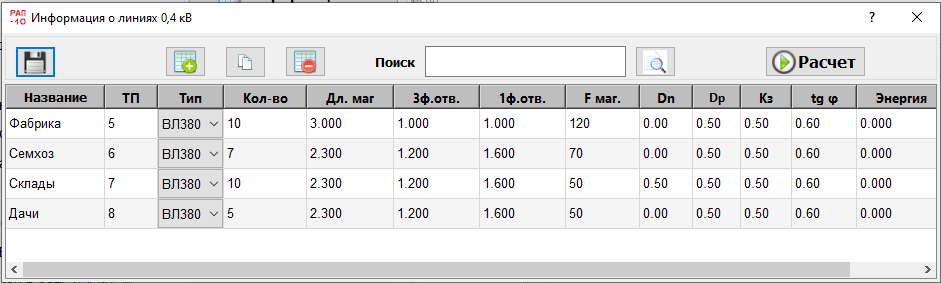 РАП
-10 Информация о линиях 0,4 кВ ? ×
Поиск Расчет
Название ТП Тип Кол-во Дл. маг 3ф.отв. 1ф.отв. F маг. Dn Dp Кз tg φ Энергия
Фабрика 5 ВЛ380 10 3.000 1.000 1.000 120 0.00 0.50 0.50 0.60 0.000
Семхоз 6 ВЛ380 7 2.300 1.200 1.600 70 0.00 0.50 0.50 0.60 0.000
Склады 7 ВЛ380 10 2.300 1.200 1.600 50 0.50 0.50 0.50 0.60 0.000
Дачи 8 ВЛ380 5 2.300 1.200 1.600 50 0.00 0.00 0.50 0.60 0.000